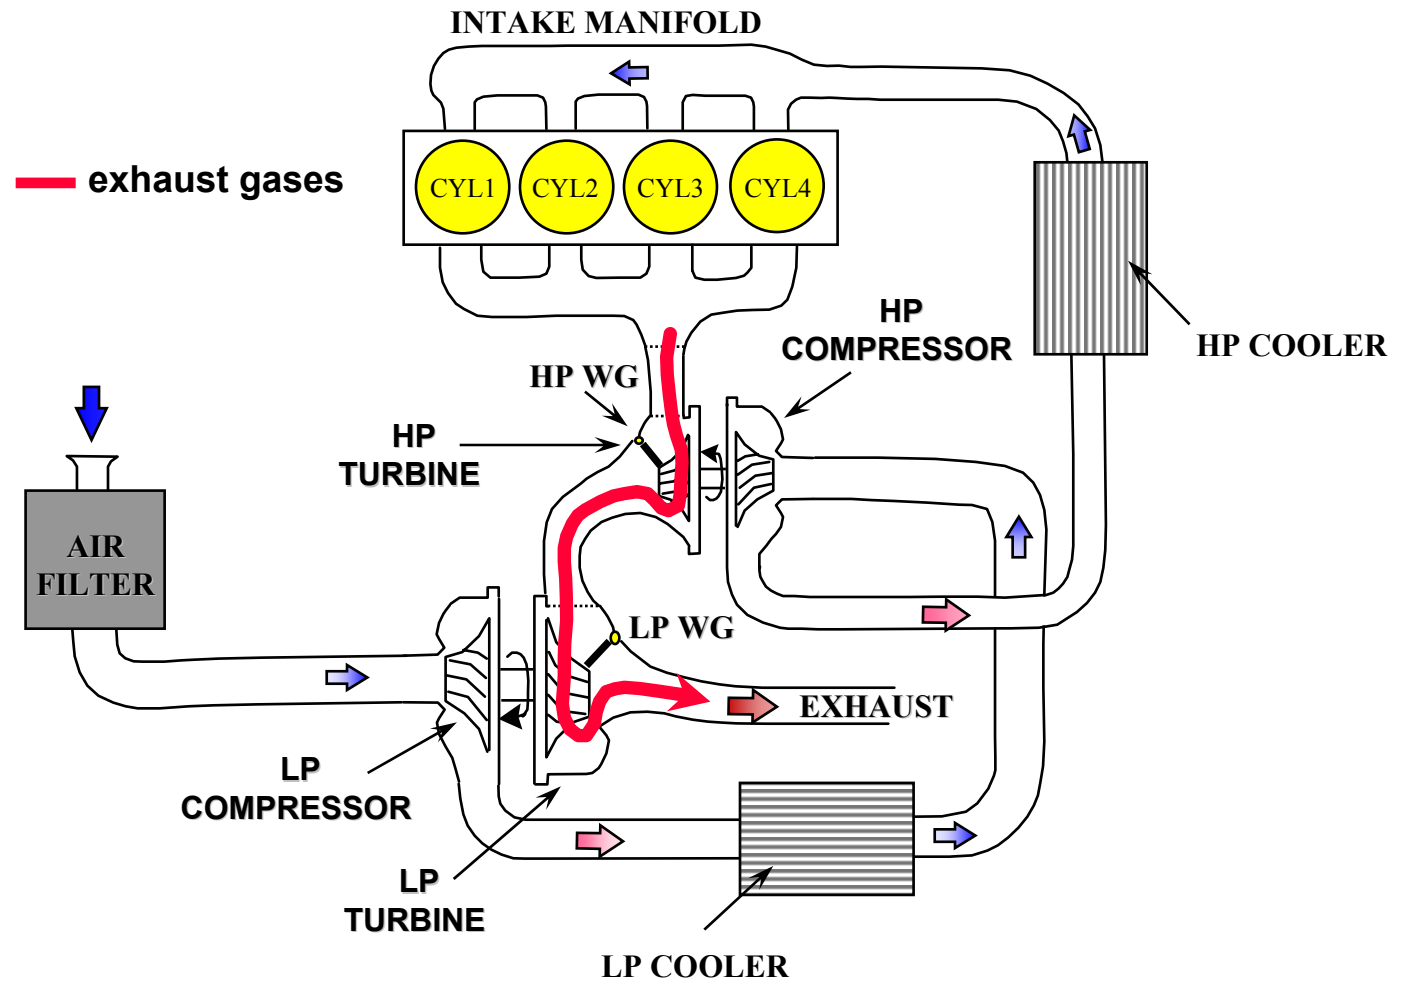 INTAKE MANIFOLD
CYL1
CYL2
CYL3
CYL4
exhaust gases
HP
COMPRESSOR
HP COOLER
HP WG
HP
TURBINE
AIR
FILTER
LP WG
EXHAUST
LP
COMPRESSOR
LP
TURBINE
LP COOLER